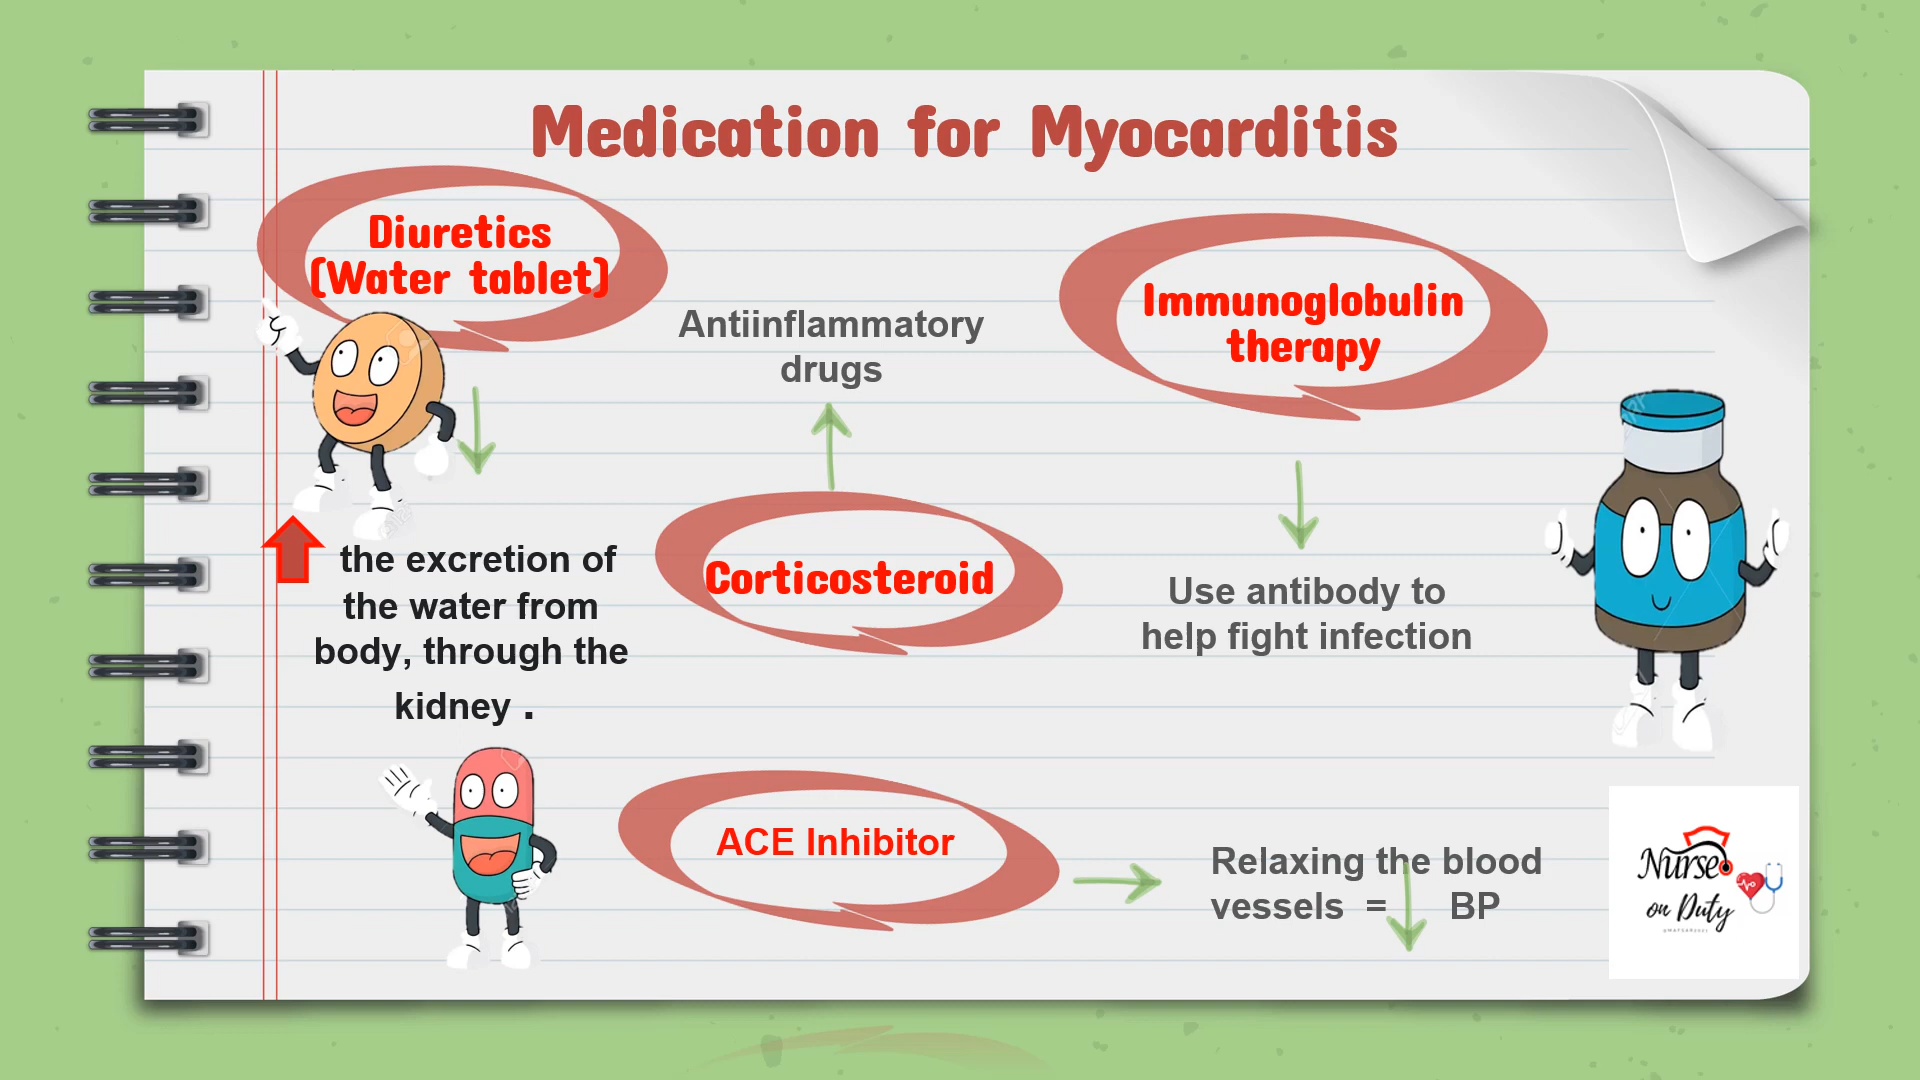 Medication for Myocarditis
Diuretics
(Water tablet)
the excretion of
the water from
body, through the
kidney .
Antiinflammatory
drugs
Corticosteroid
Immunoglobulin
therapy
Use antibody to
help fight infection
ACE Inhibitor
Relaxing the blood
vessels = BP
Nurse
on Duty